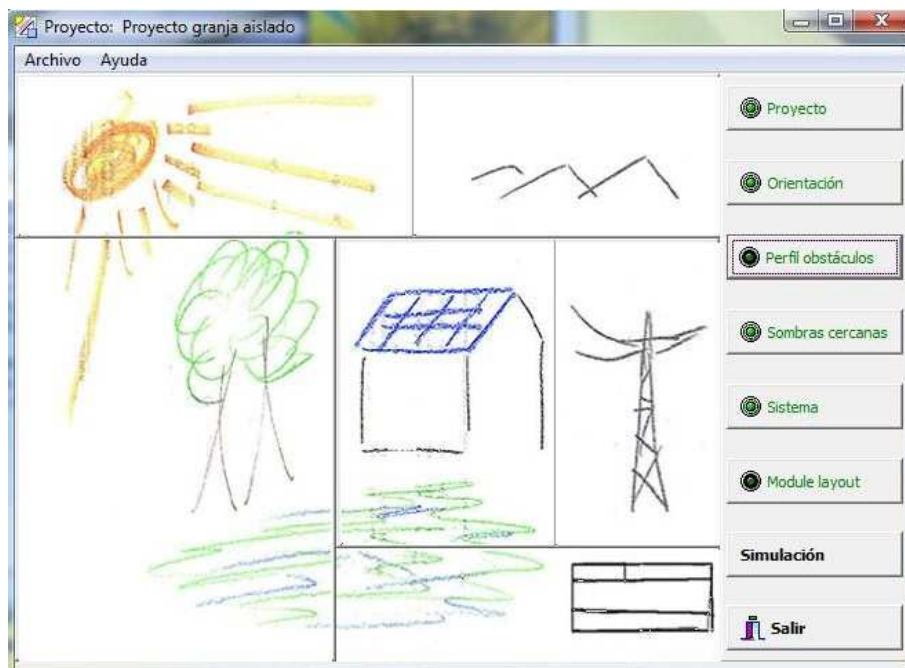 Proyecto: Proyecto granja aislado
Archivo Ayuda
Proyecto
Orientación
Perfil obstáculos
Sombras cercanas
Sistema
Module layout
Simulación
Salir